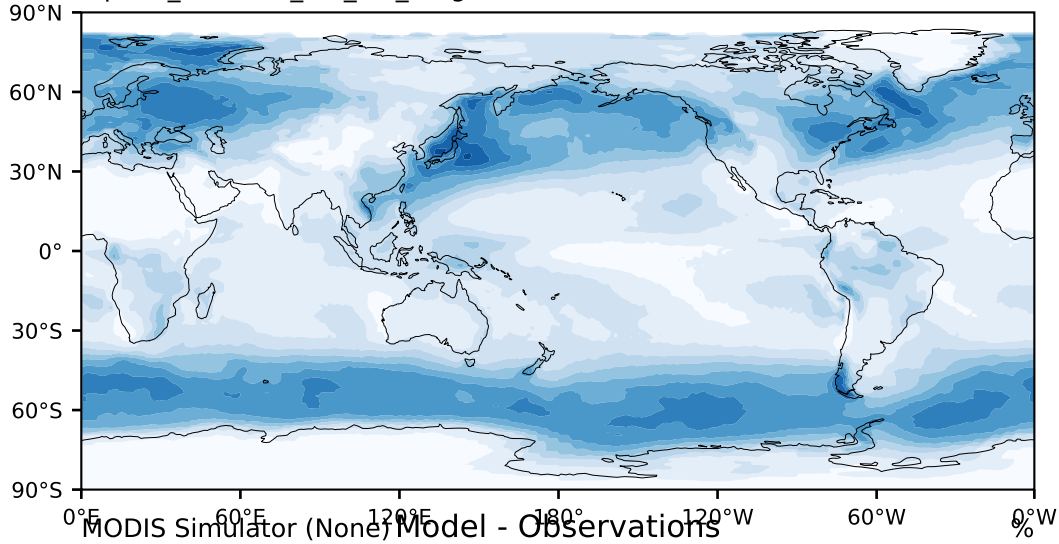 90°N
60°N
30°N
0°
30°S
60°S
90°S
0°E 60°E 120°E 180° 120°W 60°W 0°W
MODIS Simulator (None) Model - Observations %